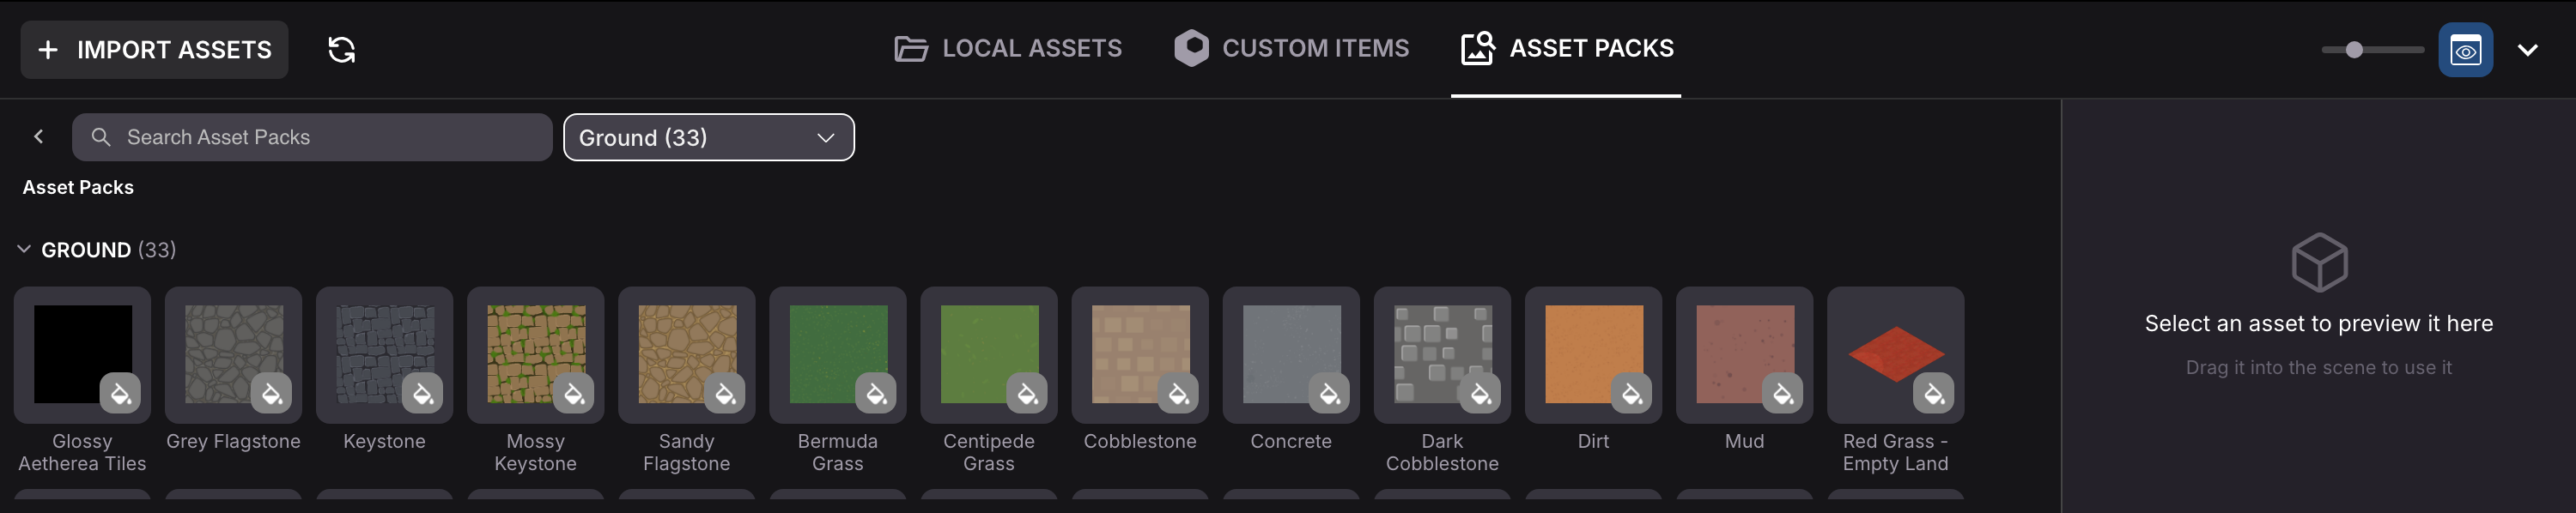 IMPORT ASSETS
LOCAL ASSETS
CUSTOM ITEMS
ASSET PACKS
Search Asset Packs
Ground (33)
Asset Packs
GROUND (33)
Glossy
Aetherea Tiles
Grey Flagstone
Keystone
Mossy
Keystone
Sandy
Flagstone
Bermuda
Grass
Centipede
Grass
Cobblestone
Concrete
Dark
Cobblestone
Dirt
Mud
Red Grass -
Empty Land
Select an asset to preview it here
Drag it into the scene to use it